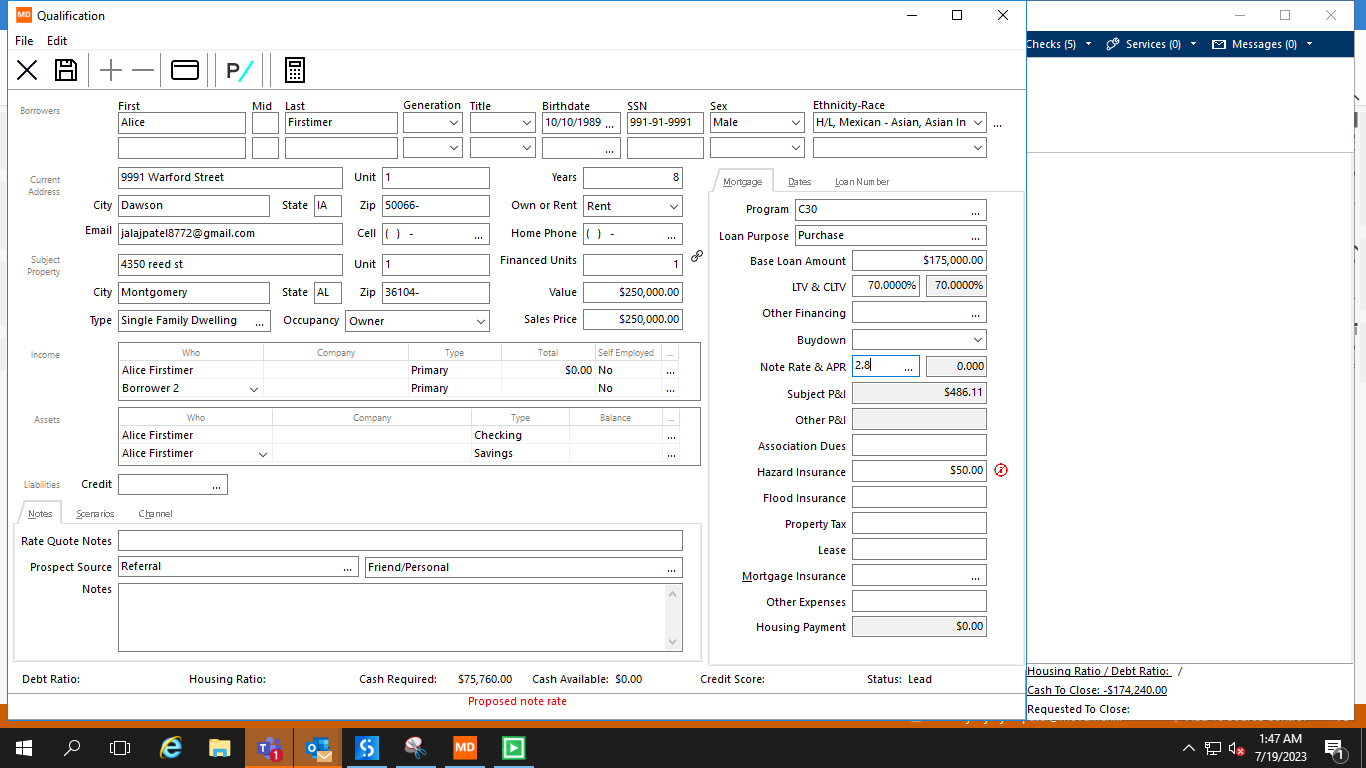 MD Qualification
File Edit
P/
Checks (5) Services (0) Messages (0)
Borrowers First Mid Last Generation Title Birthdate SSN Sex Ethnicity-Race
Alice Firstimer 10/10/1989 ... 991-91-9991 Male H/L, Mexican - Asian, Asian In ...
...
Current Address 9991 Warford Street Unit 1 Years 8
City Dawson State IA Zip 50066- Own or Rent Rent
Email jalajpatel8772@gmail.com Cell ( ) - ... Home Phone ( ) - ...
Subject Property 4350 reed st Unit 1 Financed Units 1
City Montgomery State AL Zip 36104- Value $250,000.00
Type Single Family Dwelling ... Occupancy Owner Sales Price $250,000.00
Income Who Company Type Total Self Employed ...
Alice Firstimer Primary $0.00 No ...
Borrower 2 Primary No ...
Assets Who Company Type Balance ...
Alice Firstimer Checking ...
Alice Firstimer Savings ...
Liabilities Credit ...
Notes Scenarios Channel
Rate Quote Notes
Prospect Source Referral ... Friend/Personal ...
Notes
Mortgage Dates Loan Number
Program C30 ...
Loan Purpose Purchase ...
Base Loan Amount $175,000.00
LTV & CLTV 70.0000% 70.0000%
Other Financing ...
Buydown
Note Rate & APR 2.8 ... 0.000
Subject P&I $486.11
Other P&I
Association Dues
Hazard Insurance $50.00
Flood Insurance
Property Tax
Lease
Mortgage Insurance ...
Other Expenses
Housing Payment $0.00
Debt Ratio: Housing Ratio: Cash Required: $75,760.00 Cash Available: $0.00 Credit Score: Status: Lead
Proposed note rate
Housing Ratio / Debt Ratio: /
Cash To Close: -$174,240.00
Requested To Close:
1 MD 1:47 AM
7/19/2023 1